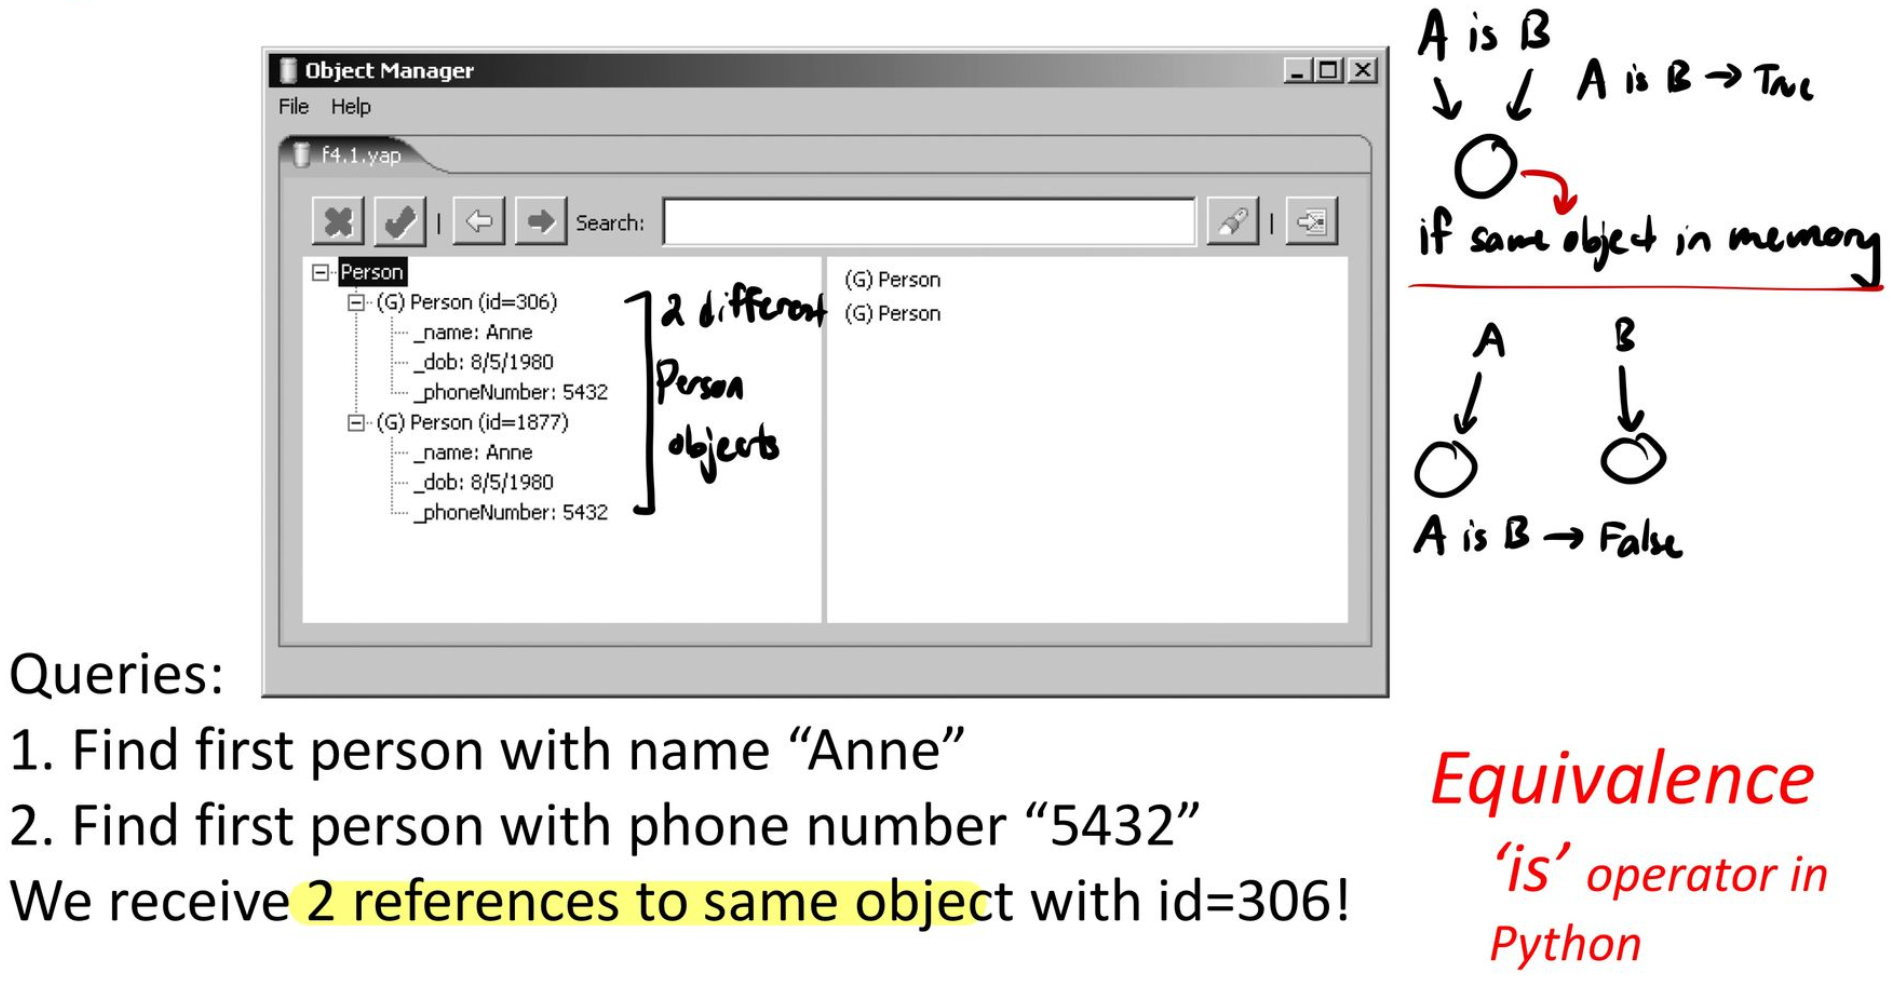 Object Manager
File Help
f4.1.yap
Search:
Person
(G) Person (id=306)
_name: Anne
_dob: 8/5/1980
_phoneNumber: 5432
(G) Person (id=1877)
_name: Anne
_dob: 8/5/1980
_phoneNumber: 5432
2 different
Person
objects
(G) Person
(G) Person
A is B
A is B → True
if same object in memory
A B
A is B → False
Queries:
1. Find first person with name “Anne”
2. Find first person with phone number “5432”
We receive 2 references to same object with id=306!
Equivalence
‘is’ operator in
Python